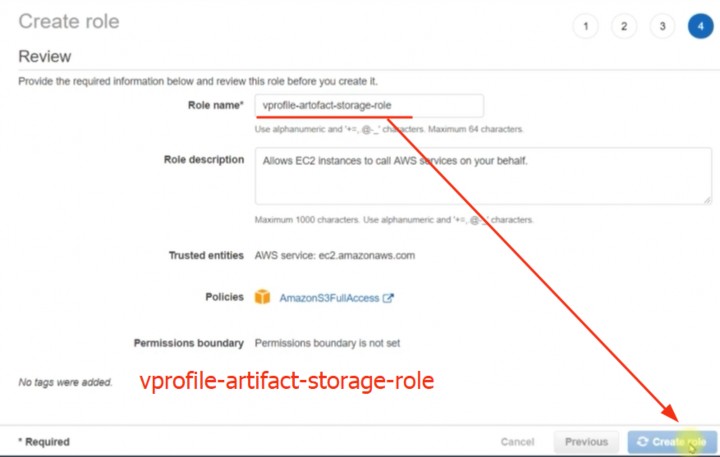 Create role
1 2 3 4
Review
Provide the required information below and review this role before you create it.
Role name* vprofile-artofact-storage-role
Use alphanumeric and '+=,.@-_' characters. Maximum 64 characters.
Role description Allows EC2 instances to call AWS services on your behalf.
Maximum 1000 characters. Use alphanumeric and '+=,.@-_' characters.
Trusted entities AWS service: ec2.amazonaws.com
Policies AmazonS3FullAccess
Permissions boundary Permissions boundary is not set
No tags were added. vprofile-artifact-storage-role
* Required Cancel Previous Create role